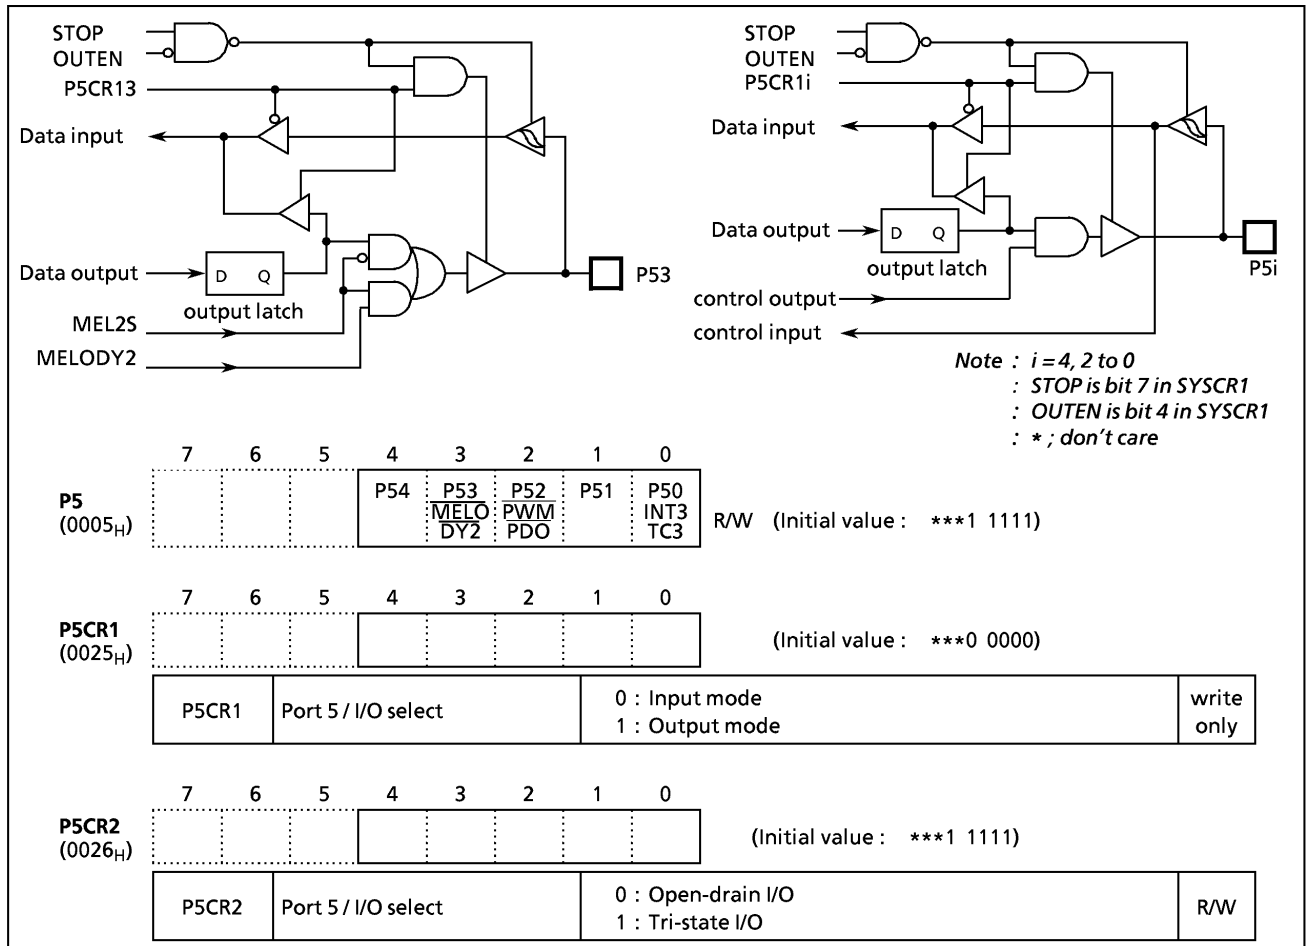 STOP
OUTEN
P5CR13
Data input
D Q
Data output
output latch
MEL2S
MELODY2
P53
STOP
OUTEN
P5CR1i
Data input
Data output
D Q
output latch
P5i
control output
control input
Note : i = 4, 2 to 0
: STOP is bit 7 in SYSCR1
: OUTEN is bit 4 in SYSCR1
: * ; don't care
7 6 5 4 3 2 1 0
P5
(0005H)
P54
P53
MELO
DY2
P52
PWM
PDO
P51
P50
INT3
TC3
R/W (Initial value : ***1 1111)
7 6 5 4 3 2 1 0
P5CR1
(0025H)
(Initial value : ***0 0000)
P5CR1
Port 5 / I/O select
0 : Input mode
1 : Output mode
write
only
7 6 5 4 3 2 1 0
P5CR2
(0026H)
(Initial value : ***1 1111)
P5CR2
Port 5 / I/O select
0 : Open-drain I/O
1 : Tri-state I/O
R/W